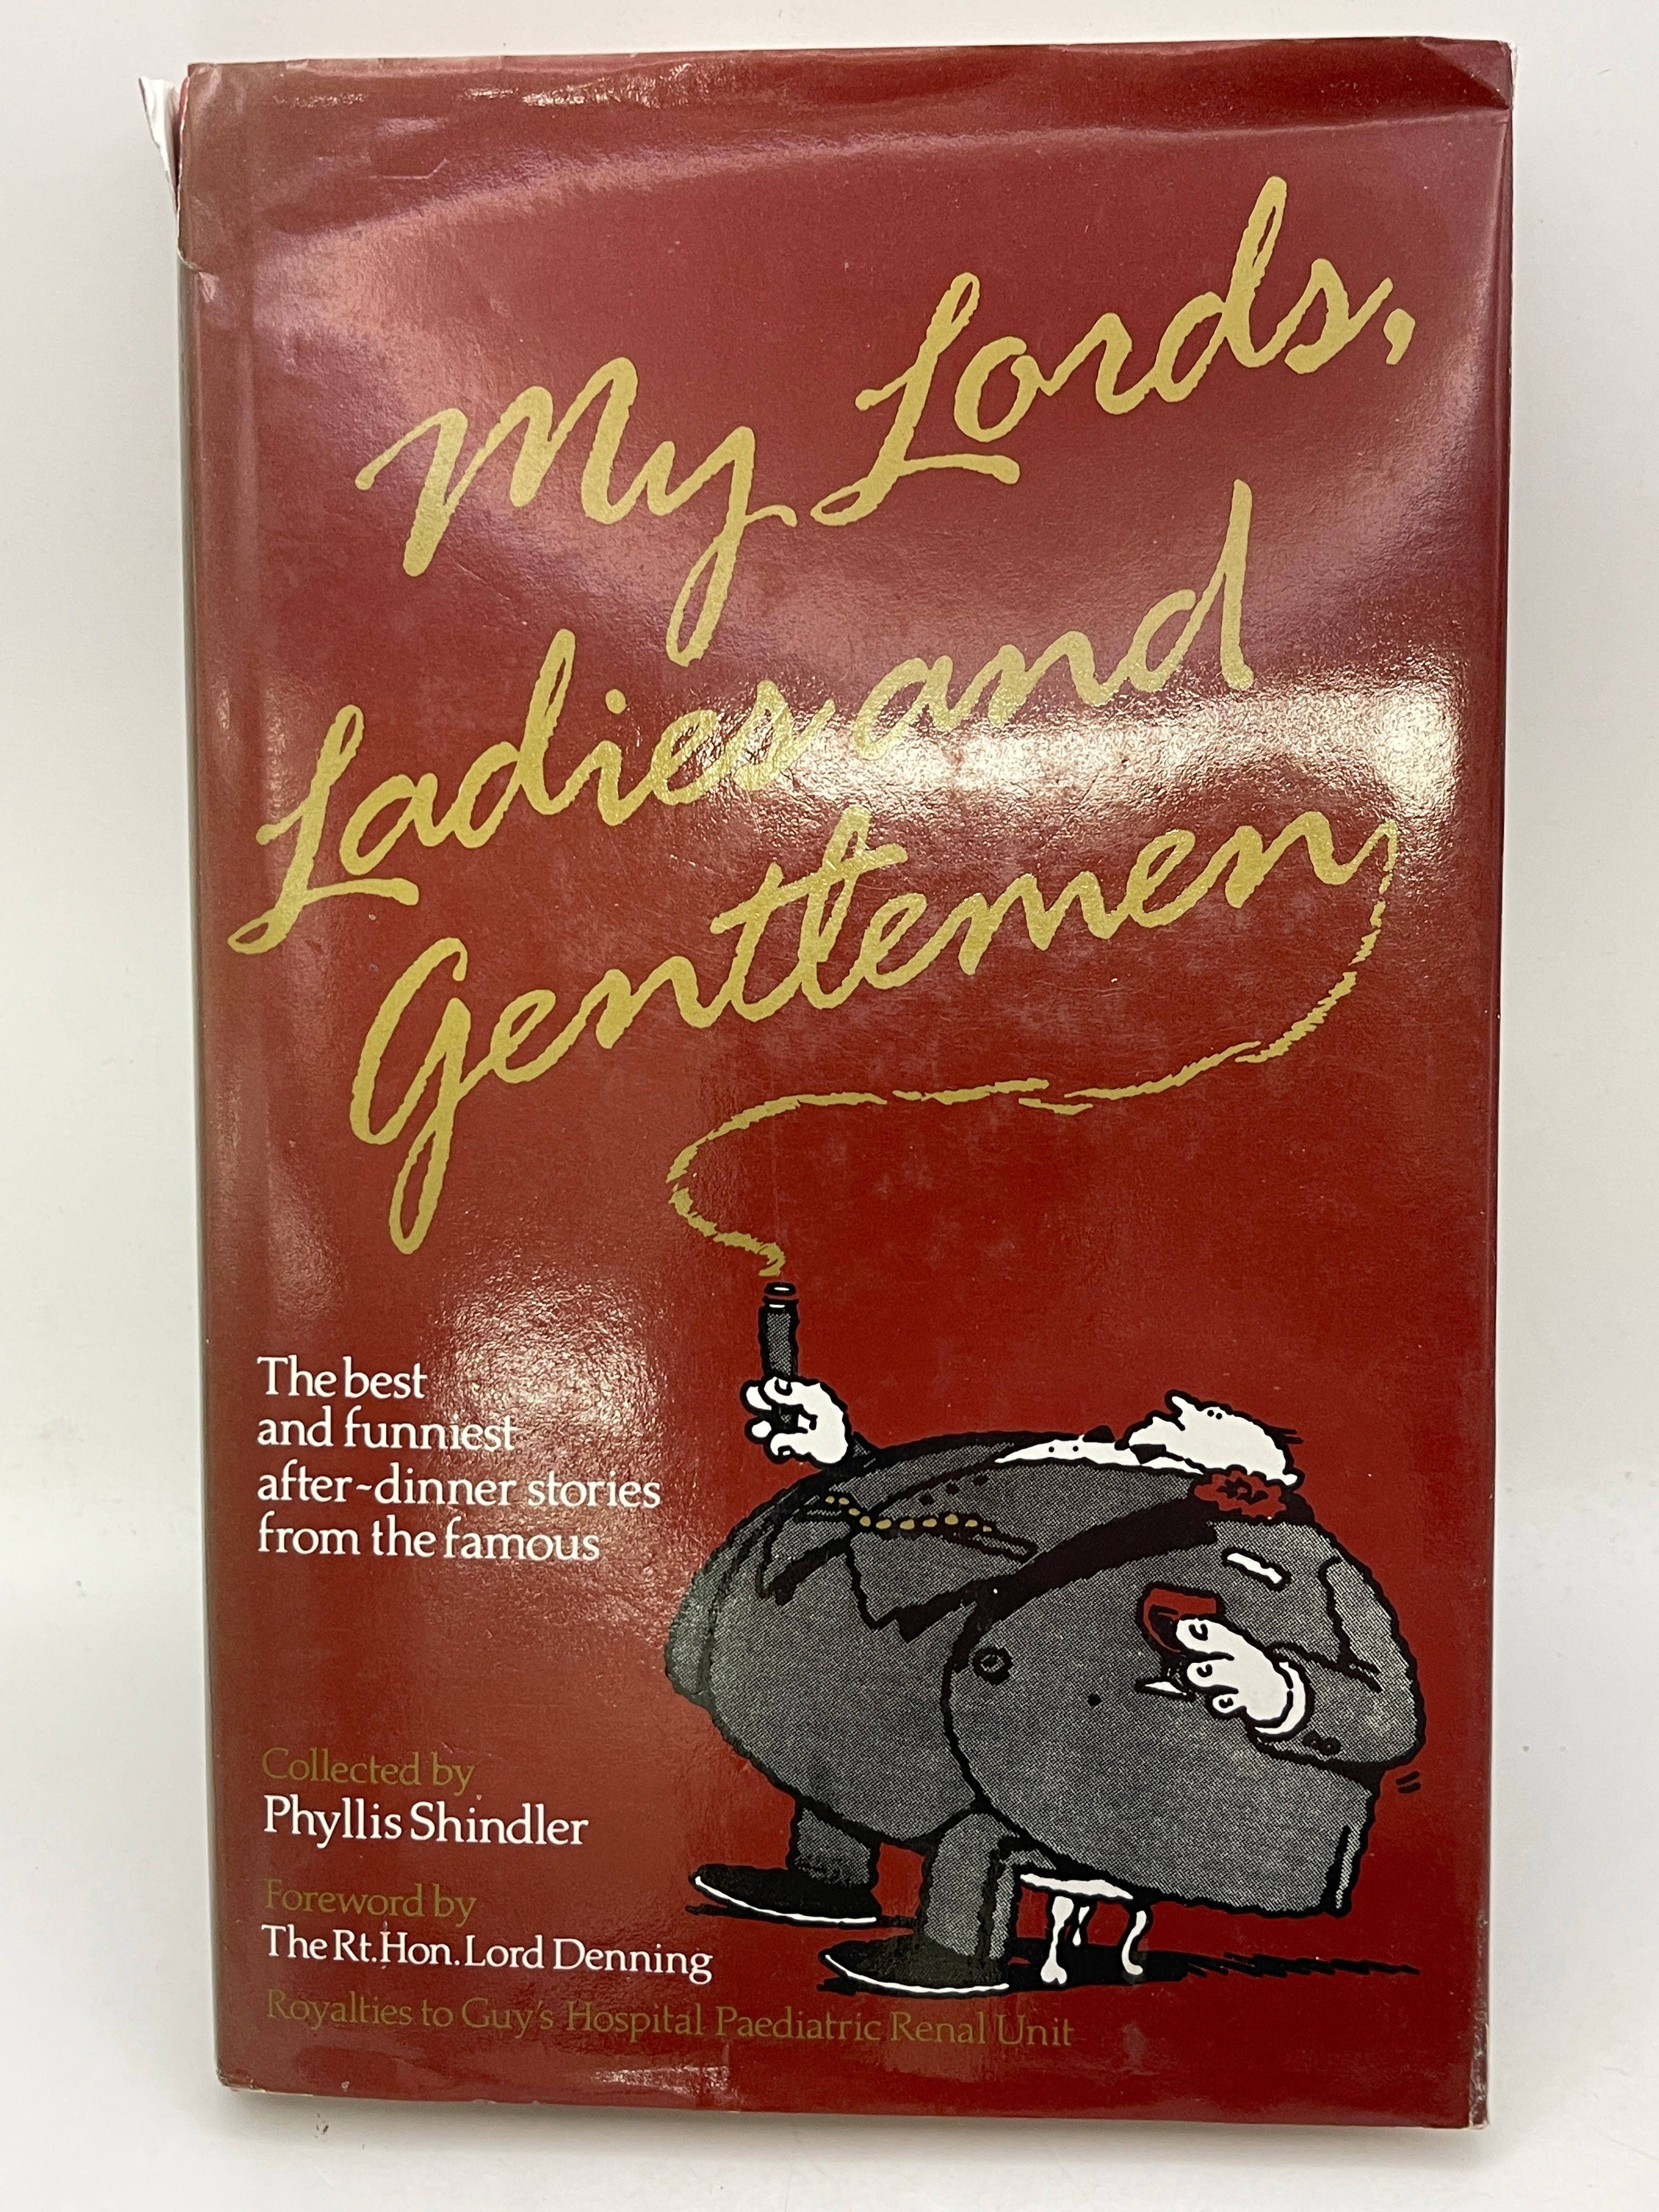 My Lords,
Ladies and
Gentlemen
The best
and funniest
after-dinner stories
from the famous
Collected by
Phyllis Shindler
Foreword by
The Rt. Hon. Lord Denning
Royalties to Guy's Hospital Paediatric Renal Unit